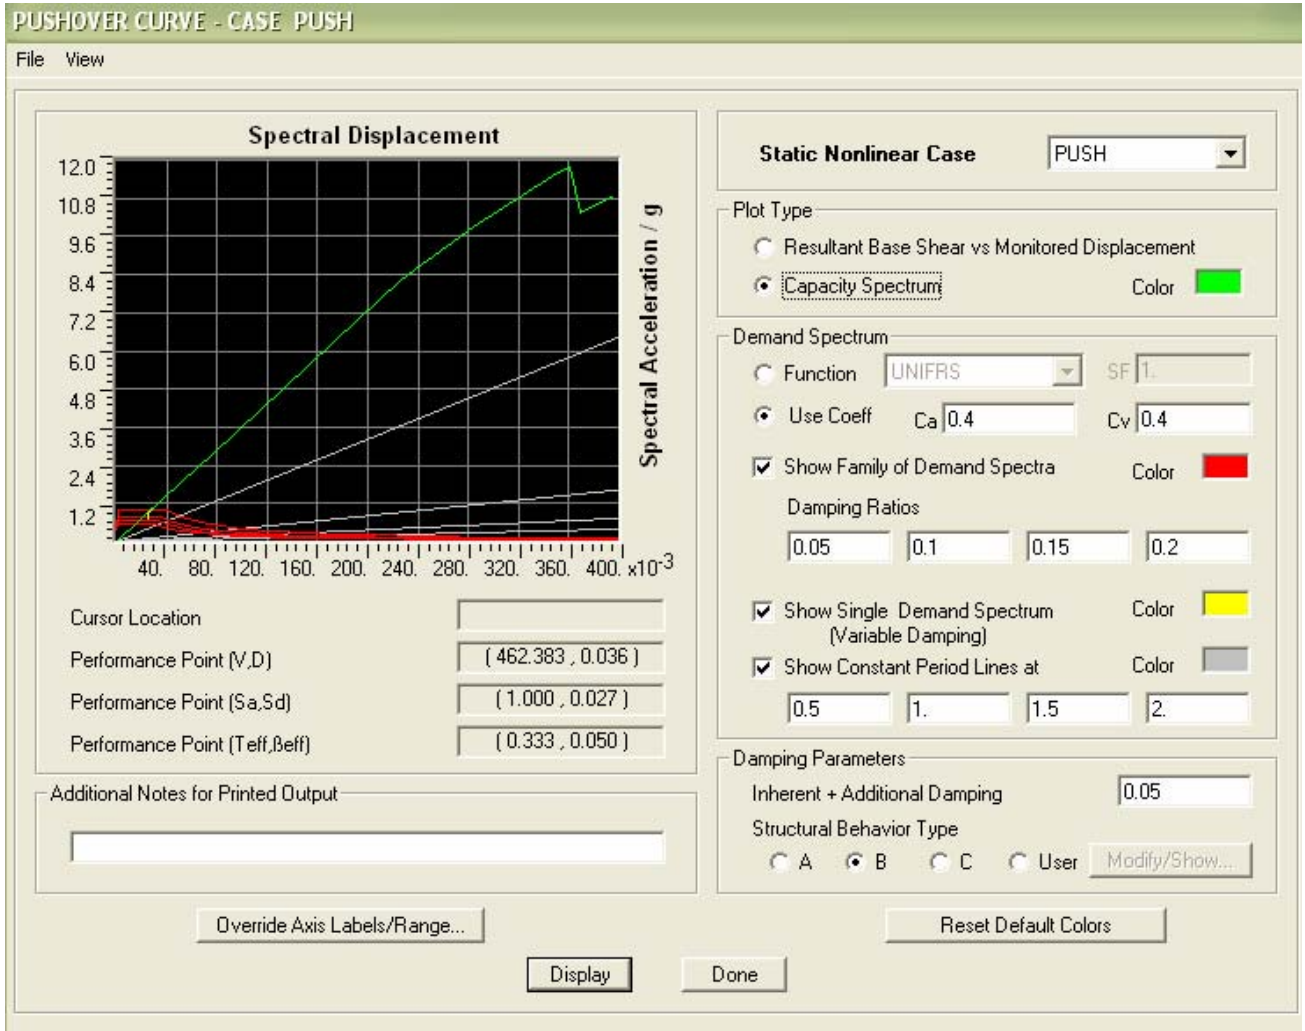 PUSHOVER CURVE - CASE PUSH
File View
Spectral Displacement
12.0
10.8
9.6
8.4
7.2
6.0
4.8
3.6
2.4
1.2
Spectral Acceleration / g
40. 80. 120. 160. 200. 240. 280. 320. 360. 400. x10-3
Cursor Location
Performance Point (V,D) ( 462.383 , 0.036 )
Performance Point (Sa,Sd) ( 1.000 , 0.027 )
Performance Point (Teff,ßeff) ( 0.333 , 0.050 )
Additional Notes for Printed Output
Override Axis Labels/Range...
Static Nonlinear Case PUSH
Plot Type
Resultant Base Shear vs Monitored Displacement
Capacity Spectrum Color
Demand Spectrum
Function UNIFRS SF 1.
Use Coeff Ca 0.4 Cv 0.4
Show Family of Demand Spectra Color
Damping Ratios
0.05 0.1 0.15 0.2
Show Single Demand Spectrum Color
(Variable Damping)
Show Constant Period Lines at Color
0.5 1. 1.5 2.
Damping Parameters
Inherent + Additional Damping 0.05
Structural Behavior Type
A B C User Modify/Show...
Reset Default Colors
Display Done